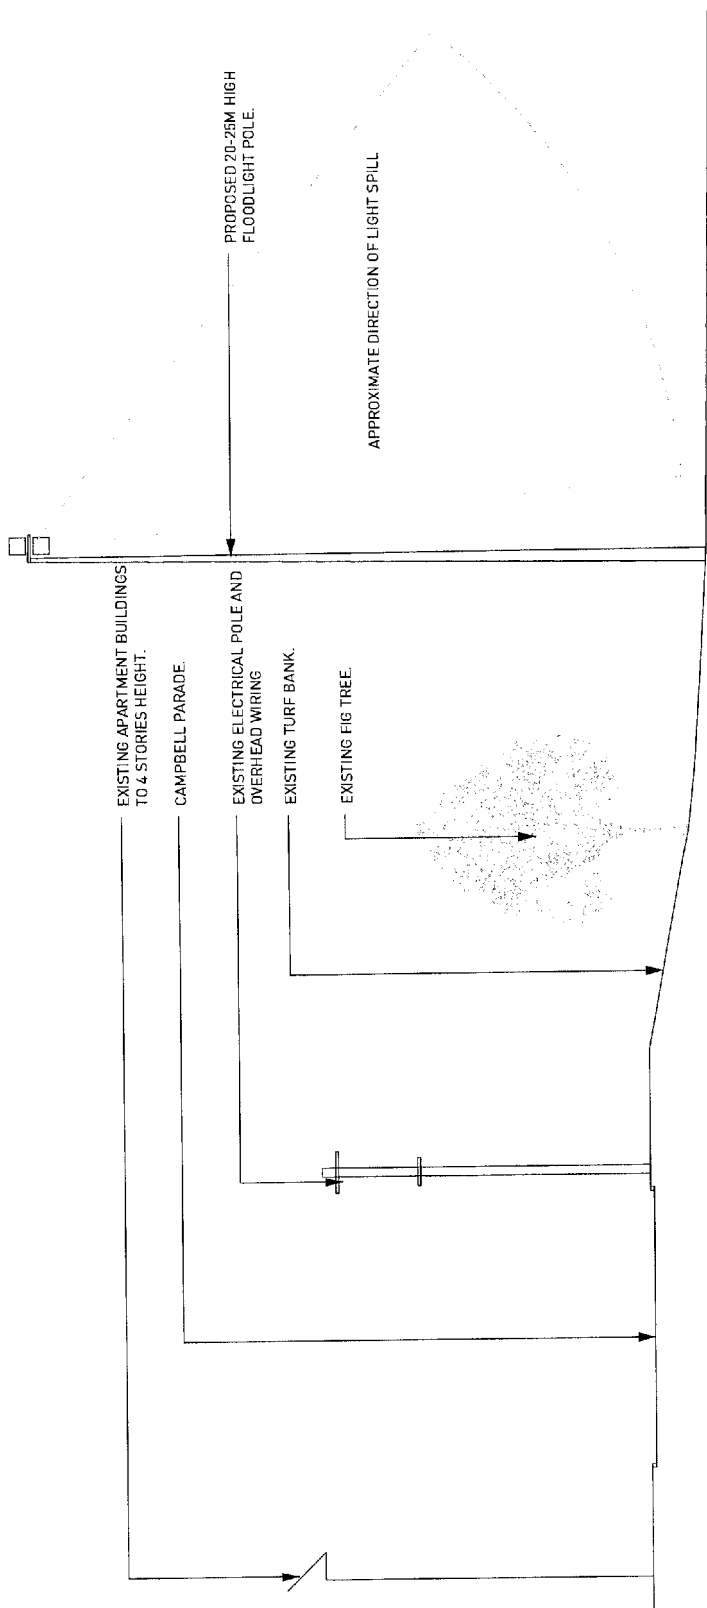 EXISTING APARTMENT BUILDINGS
TO 4 STORIES HEIGHT.
CAMPBELL PARADE.
EXISTING ELECTRICAL POLE AND
OVERHEAD WIRING
EXISTING TURF BANK.
EXISTING FIG TREE.
PROPOSED 20-25M HIGH
FLOODLIGHT POLE.
APPROXIMATE DIRECTION OF LIGHT SPILL